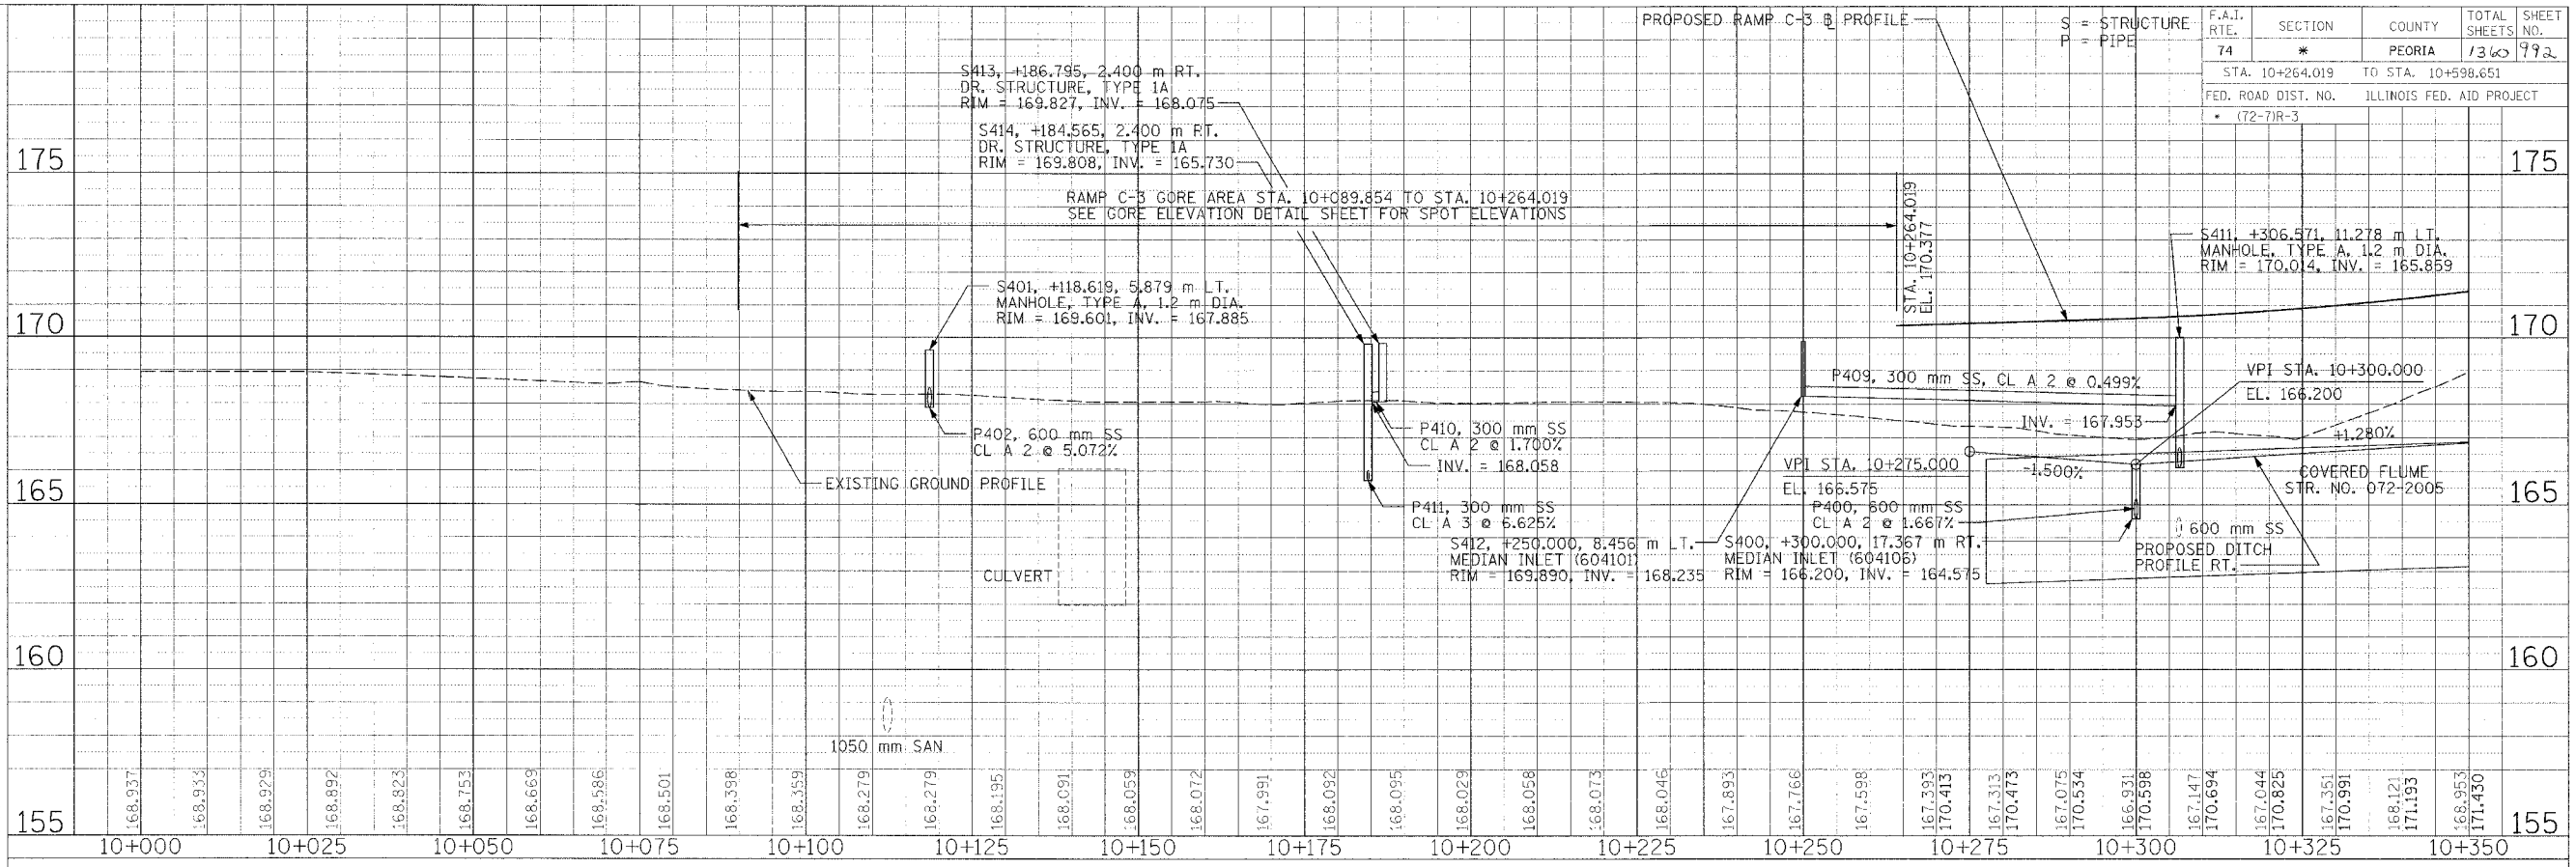 PROPOSED RAMP C-3 ℄ PROFILE
S = STRUCTURE
P = PIPE
F.A.I. RTE.
SECTION
COUNTY
TOTAL SHEETS
SHEET NO.
74
*
PEORIA
1360
992
STA. 10+264.019 TO STA. 10+598.651
FED. ROAD DIST. NO. ILLINOIS FED. AID PROJECT
* (72-7)R-3
S413, +186.795, 2.400 m RT.
DR. STRUCTURE, TYPE 1A
RIM = 169.827, INV. = 168.075
S414, +184.565, 2.400 m RT.
DR. STRUCTURE, TYPE 1A
RIM = 169.808, INV. = 165.730
175
175
RAMP C-3 GORE AREA STA. 10+089.854 TO STA. 10+264.019
SEE GORE ELEVATION DETAIL SHEET FOR SPOT ELEVATIONS
STA. 10+264.019
EL. 170.377
S411, +306.571, 11.278 m LT.
MANHOLE, TYPE A, 1.2 m DIA.
RIM = 170.014, INV. = 165.859
S401, +118.619, 5.879 m LT.
MANHOLE, TYPE A, 1.2 m DIA.
RIM = 169.601, INV. = 167.885
170
170
P409, 300 mm SS, CL A 2 @ 0.499%
VPI STA. 10+300.000
EL. 166.200
INV. = 167.953
P402, 600 mm SS
CL A 2 @ 5.072%
P410, 300 mm SS
CL A 2 @ 1.700%
INV. = 168.058
+1.280%
VPI STA. 10+275.000
EL. 166.575
-1.500%
COVERED FLUME
STR. NO. 072-2005
EXISTING GROUND PROFILE
165
165
P411, 300 mm SS
CL A 3 @ 6.625%
P400, 600 mm SS
CL A 2 @ 1.667%
600 mm SS
S412, +250.000, 8.456 m LT.
MEDIAN INLET (604101)
RIM = 169.890, INV. = 168.235
S400, +300.000, 17.367 m RT.
MEDIAN INLET (604106)
RIM = 166.200, INV. = 164.575
PROPOSED DITCH
PROFILE RT.
CULVERT
160
160
1050 mm SAN
168.937
168.933
168.929
168.892
168.823
168.753
168.669
168.586
168.501
168.398
168.359
168.279
168.279
168.195
168.091
168.059
168.072
167.991
168.092
168.095
168.029
168.058
168.073
168.046
167.893
167.766
167.598
167.393
170.413
167.313
170.473
167.075
170.534
166.931
170.598
167.147
170.694
167.044
170.825
167.351
170.991
168.121
171.193
168.953
171.430
155
155
10+000
10+025
10+050
10+075
10+100
10+125
10+150
10+175
10+200
10+225
10+250
10+275
10+300
10+325
10+350